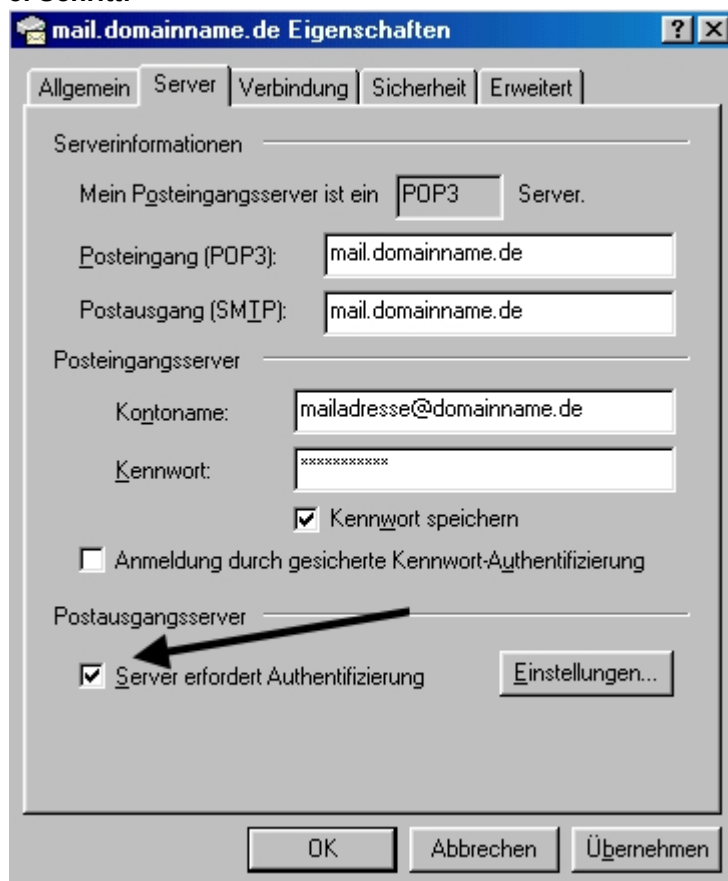 mail.domainname.de Eigenschaften
Allgemein Server Verbindung Sicherheit Erweitert
Serverinformationen
Mein Posteingangsserver ist ein POP3 Server.
Posteingang (POP3): mail.domainname.de
Postausgang (SMTP): mail.domainname.de
Posteingangsserver
Kontoname: mailadresse@domainname.de
Kennwort: ***********
Kennwort speichern
Anmeldung durch gesicherte Kennwort-Authentifizierung
Postausgangsserver
Server erfordert Authentifizierung Einstellungen...
OK Abbrechen Übernehmen